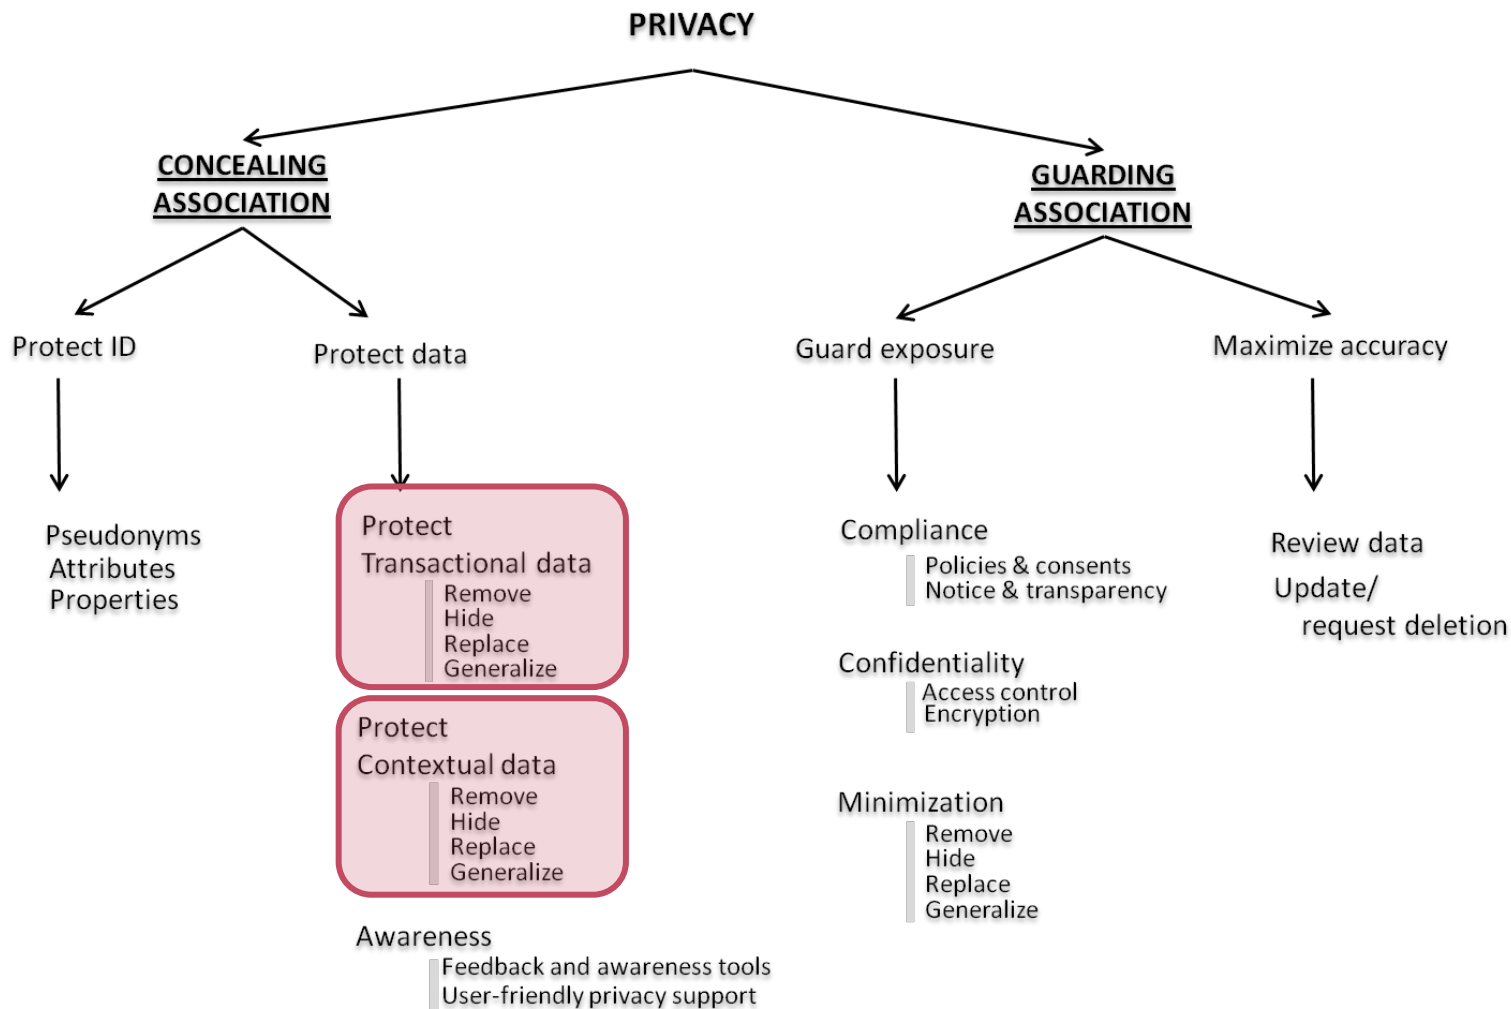 PRIVACY
CONCEALING
ASSOCIATION
GUARDING
ASSOCIATION
Protect ID
Protect data
Guard exposure
Maximize accuracy
Pseudonyms
Attributes
Properties
Protect
Transactional data
Remove
Hide
Replace
Generalize
Protect
Contextual data
Remove
Hide
Replace
Generalize
Awareness
Feedback and awareness tools
User-friendly privacy support
Compliance
Policies & consents
Notice & transparency
Confidentiality
Access control
Encryption
Minimization
Remove
Hide
Replace
Generalize
Review data
Update/
request deletion